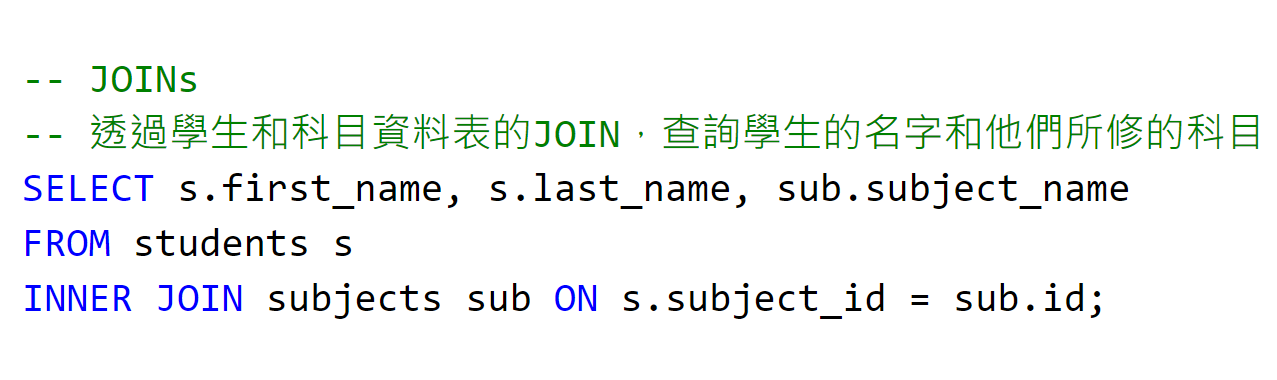 -- JOINs
-- 透過學生和科目資料表的JOIN，查詢學生的名字和他們所修的科目
SELECT s.first_name, s.last_name, sub.subject_name
FROM students s
INNER JOIN subjects sub ON s.subject_id = sub.id;